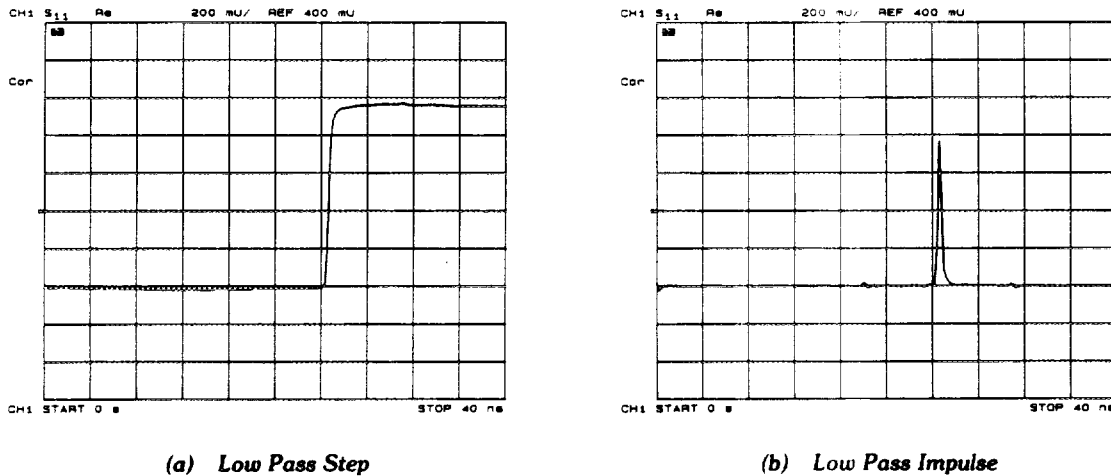 CH1 S11 Re 200 mU/ REF 400 mU
Cor
CH1 START 0 s STOP 40 ns
(a) Low Pass Step
CH1 S11 Re 200 mU/ REF 400 mU
Cor
CH1 START 0 s STOP 40 ns
(b) Low Pass Impulse